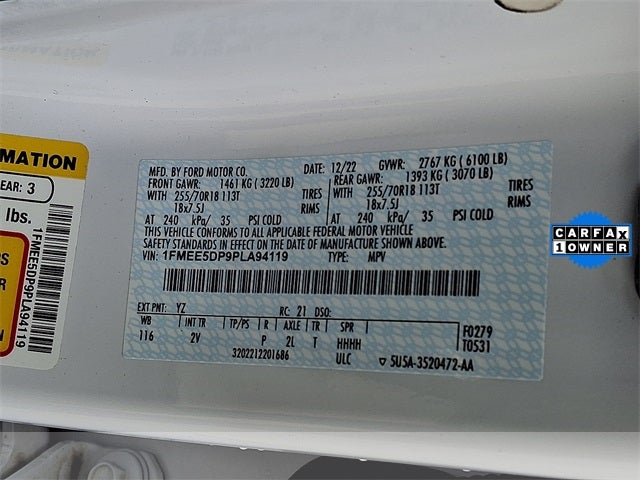 MATION
EAR: 3
lbs.
1FMEE5DP9PLA94119
MFD. BY FORD MOTOR CO.
DATE: 12/22 GVWR: 2767 KG ( 6100 LB)
FRONT GAWR: 1461 KG ( 3220 LB)
REAR GAWR: 1393 KG ( 3070 LB)
WITH 255/70R18 113T TIRES
WITH 255/70R18 113T TIRES
18x7.5J RIMS
18x7.5J RIMS
AT 240 kPa/ 35 PSI COLD
AT 240 kPa/ 35 PSI COLD
THIS VEHICLE CONFORMS TO ALL APPLICABLE FEDERAL MOTOR VEHICLE
SAFETY STANDARDS IN EFFECT ON THE DATE OF MANUFACTURE SHOWN ABOVE.
VIN: 1FMEE5DP9PLA94119 TYPE: MPV
EXT PNT: YZ RC: 21 DSO:
WB INT TR TP/PS R AXLE TR SPR F0279
116 2V P 2L T HHHH T0531
3202212201686 ULC 5USA-3520472-AA
CARFAX
1 OWNER